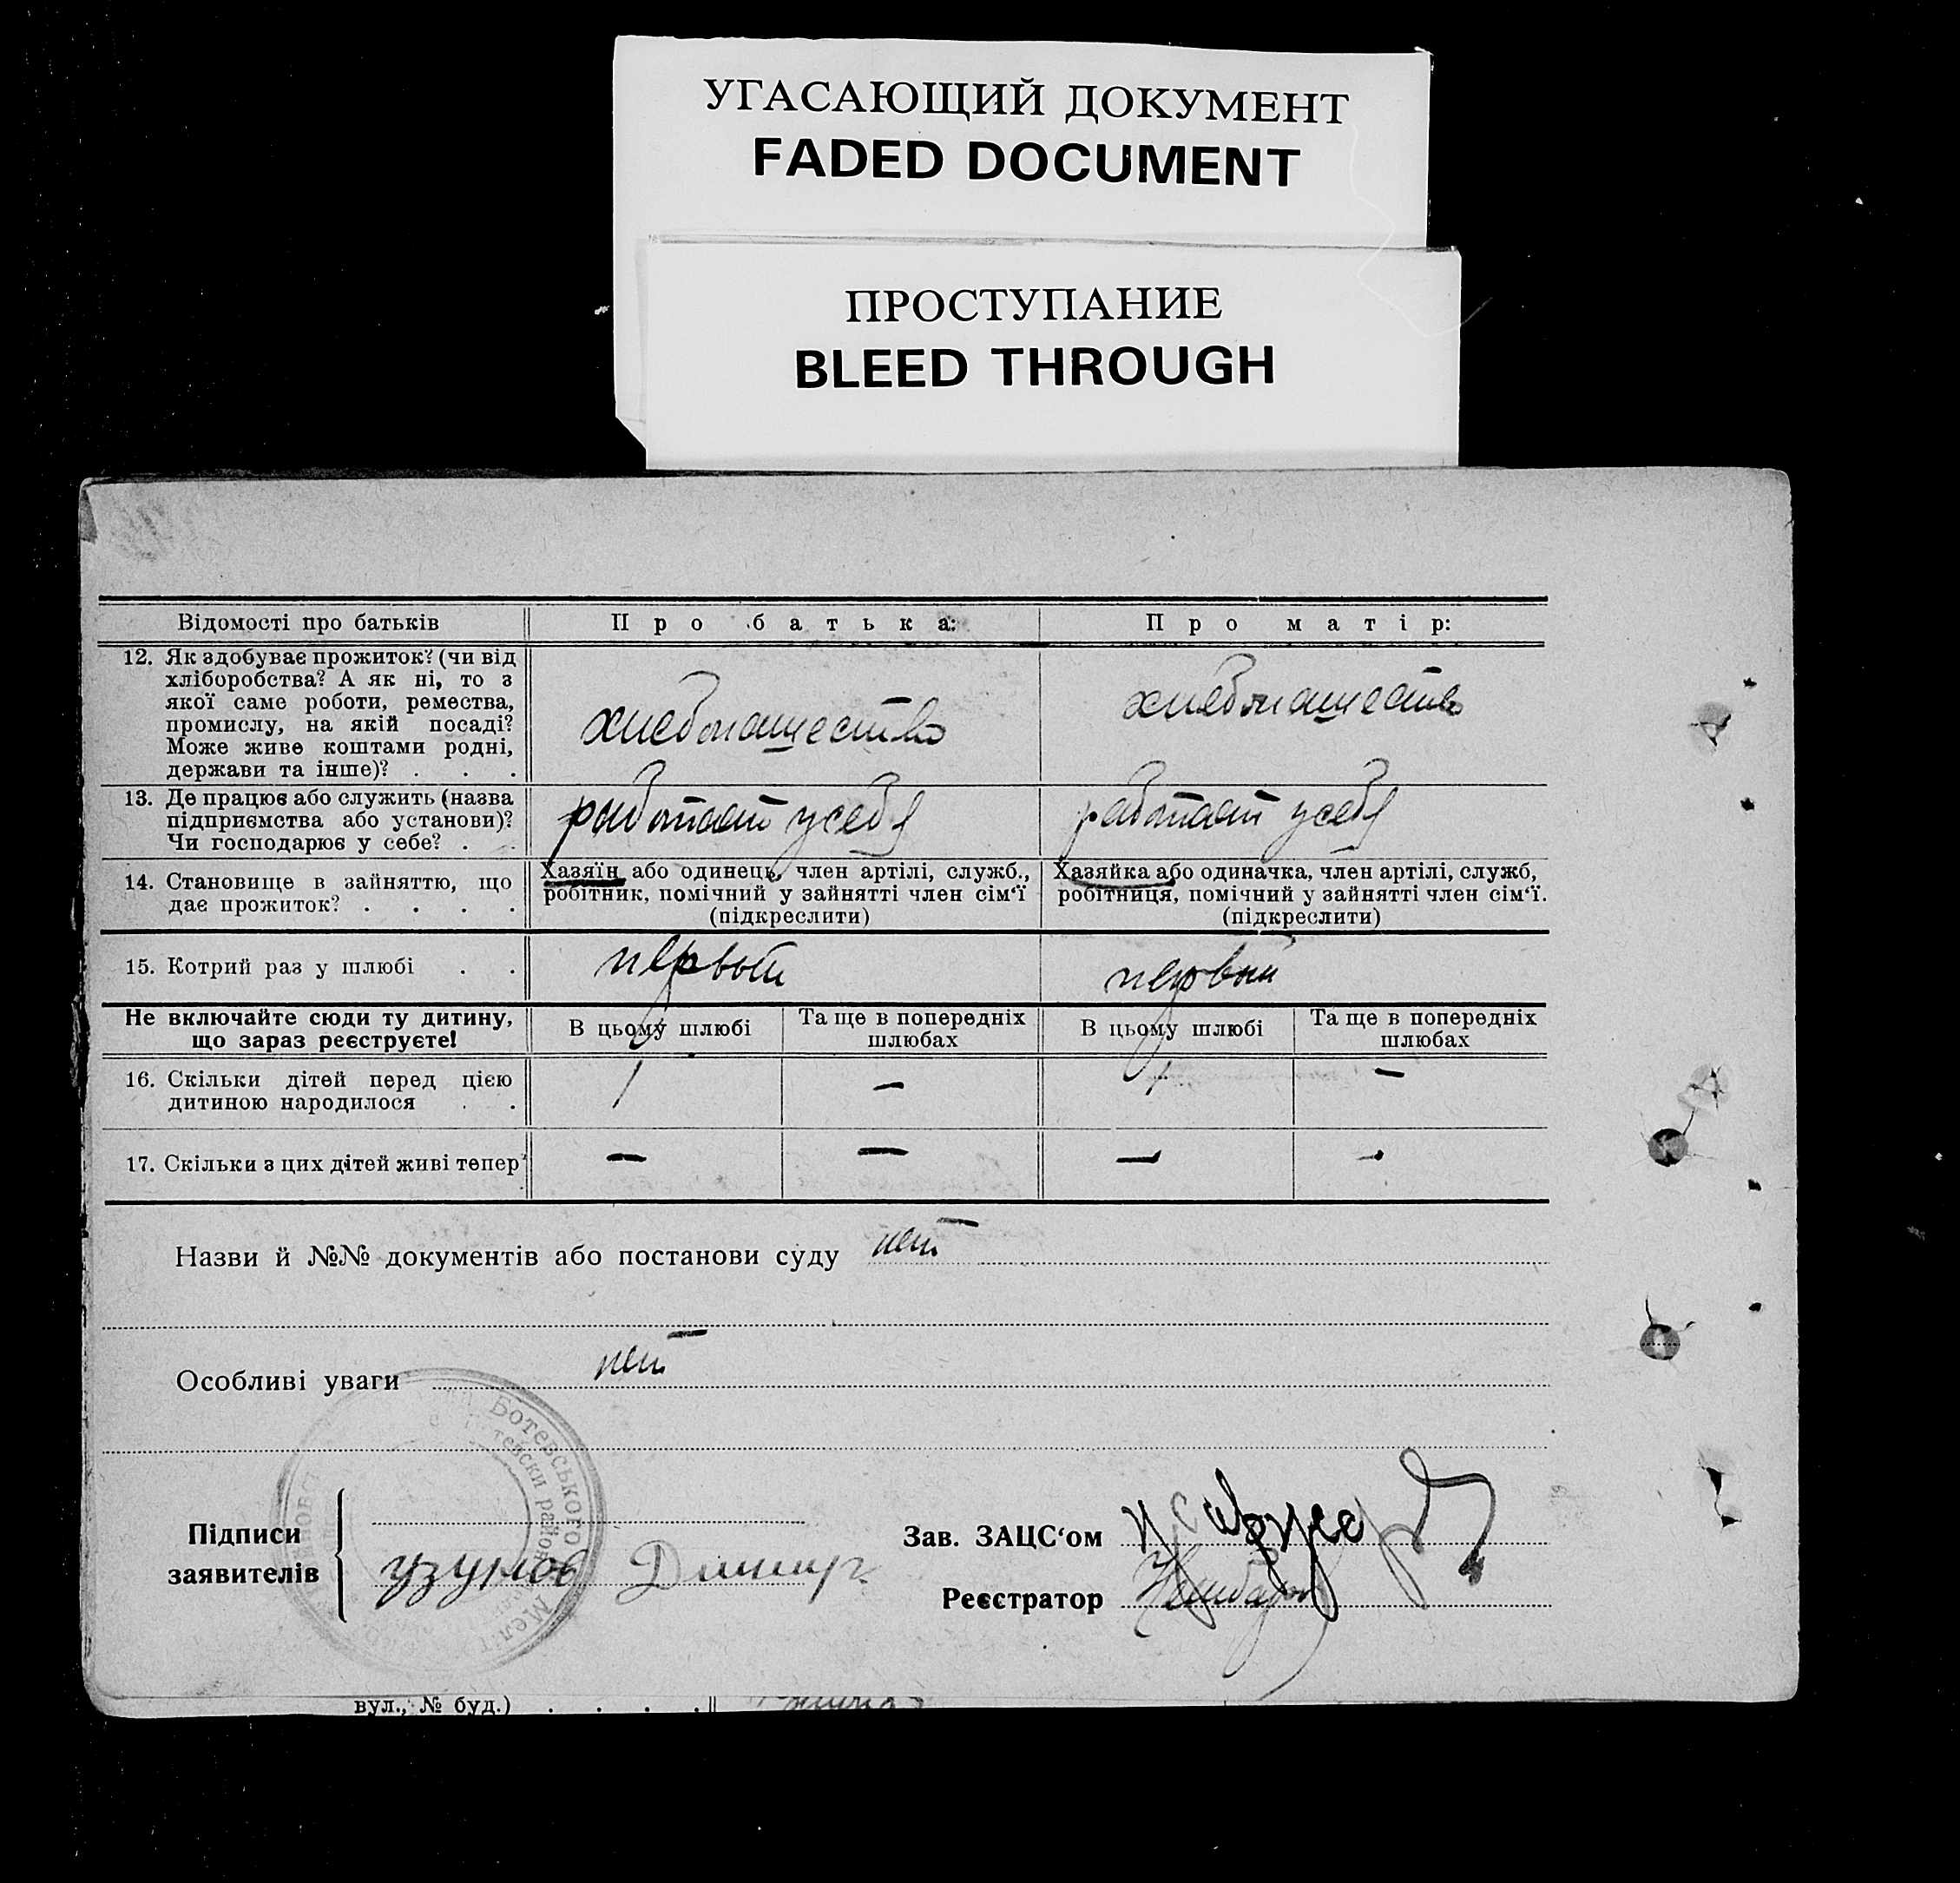 УГАСАЮЩИЙ ДОКУМЕНТ
FADED DOCUMENT
ПРОСТУПАНИЕ
BLEED THROUGH
Відомості про батьків
Про батька:
Про матір:
12. Як здобуває прожиток? (чи від
хліборобства? А як ні, то з
якої саме роботи, ремества,
промислу, на якій посаді?
Може живе коштами родні,
держави та інше)? . . .
хлебопашество
хлебопашество
13. Де працює або служить (назва
підприємства або установи)?
Чи господарює у себе? . .
работает у себя
работает у себя
14. Становище в зайняттю, що
дає прожиток? . . . .
Хазяїн або одинець, член артілі, служб.,
робітник, помічний у зайнятті член сім'ї
(підкреслити)
Хазяйка або одиначка, член артілі, служб,
робітниця, помічний у зайнятті член сім'ї.
(підкреслити)
15. Котрий раз у шлюбі . .
первый
первый
Не включайте сюди ту дитину,
що зараз реєструєте!
В цьому шлюбі
Та ще в попередніх
шлюбах
В цьому шлюбі
Та ще в попередніх
шлюбах
16. Скільки дітей перед цією
дитиною народилося . .
1
—
1
—
17. Скільки з цих дітей живі тепер
—
—
—
—
Назви й №№ документів або постанови суду нет
Особливі уваги нет
Ботевського
район
Мел
Підписи
заявителів
Узунов Димитр.
Зав. ЗАЦС'ом
Реєстратор
вул., № буд.) . . . .